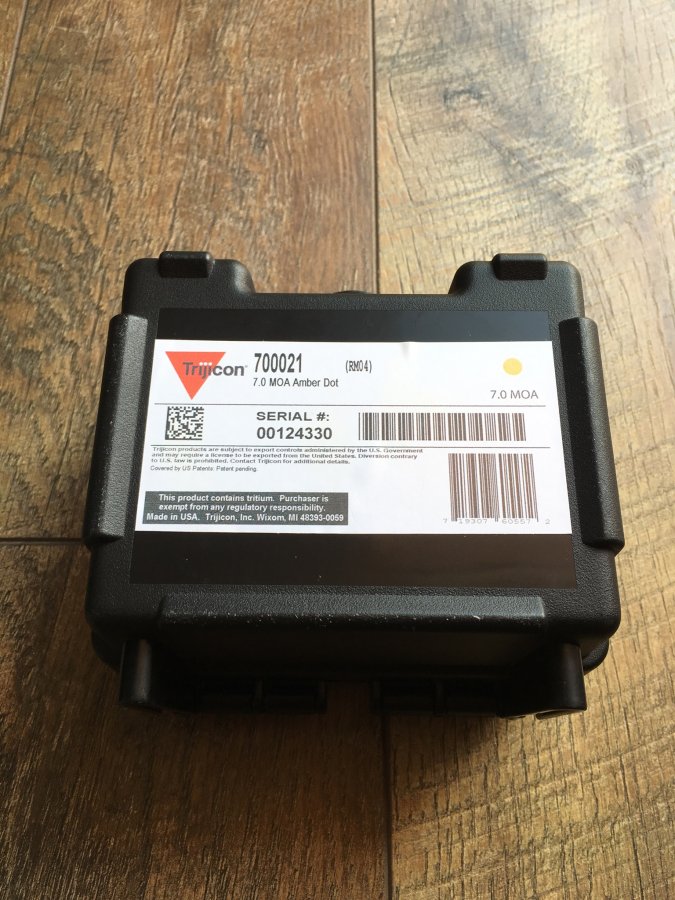 Trijicon®
700021 (RM04)
7.0 MOA Amber Dot
7.0 MOA
SERIAL #:
00124330
Trijicon products are subject to export controls administered by the U.S. Government
and may require a license to be exported from the United States. Diversion contrary
to U.S. law is prohibited. Contact Trijicon for additional details.
Covered by US Patents: Patent pending.
This product contains tritium. Purchaser is
exempt from any regulatory responsibility.
Made in USA. Trijicon, Inc. Wixom, MI 48393-0059
7 19307 60557 2